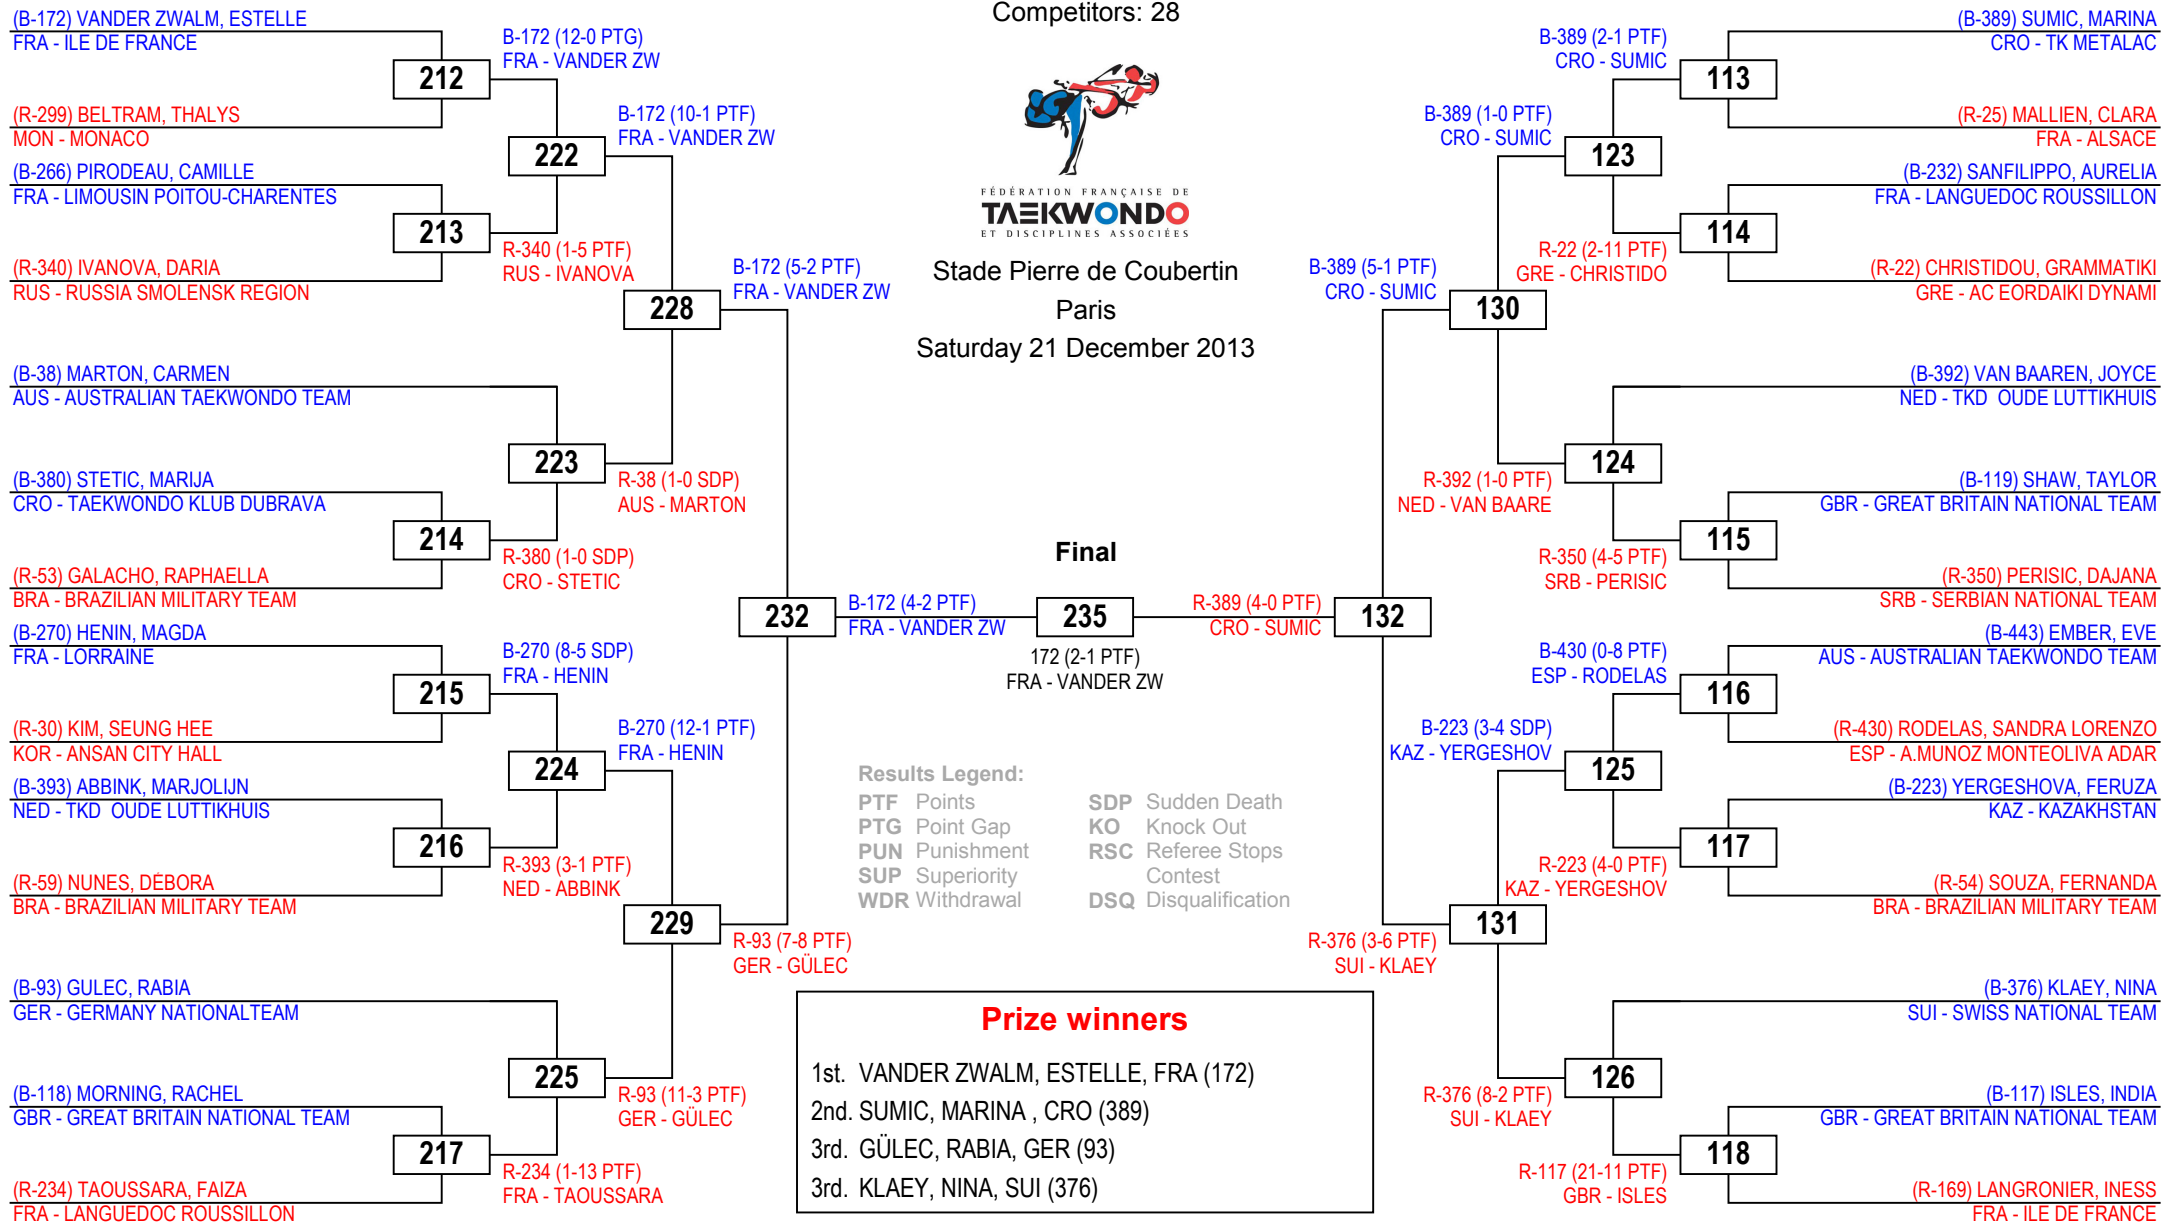 Competitors: 28
FÉDÉRATION FRANÇAISE DE
TAEKWONDO
ET DISCIPLINES ASSOCIÉES
Stade Pierre de Coubertin
Paris
Saturday 21 December 2013
(B-172) VANDER ZWALM, ESTELLE
FRA - ILE DE FRANCE
212
(R-299) BELTRAM, THALYS
MON - MONACO
(B-266) PIRODEAU, CAMILLE
FRA - LIMOUSIN POITOU-CHARENTES
213
(R-340) IVANOVA, DARIA
RUS - RUSSIA SMOLENSK REGION
(B-38) MARTON, CARMEN
AUS - AUSTRALIAN TAEKWONDO TEAM
(B-380) STETIC, MARIJA
CRO - TAEKWONDO KLUB DUBRAVA
214
(R-53) GALACHO, RAPHAELLA
BRA - BRAZILIAN MILITARY TEAM
(B-270) HENIN, MAGDA
FRA - LORRAINE
215
(R-30) KIM, SEUNG HEE
KOR - ANSAN CITY HALL
(B-393) ABBINK, MARJOLIJN
NED - TKD  OUDE LUTTIKHUIS
216
(R-59) NUNES, DÉBORA
BRA - BRAZILIAN MILITARY TEAM
(B-93) GULEC, RABIA
GER - GERMANY NATIONALTEAM
(B-118) MORNING, RACHEL
GBR - GREAT BRITAIN NATIONAL TEAM
217
(R-234) TAOUSSARA, FAIZA
FRA - LANGUEDOC ROUSSILLON
B-172 (12-0 PTG)
FRA - VANDER ZW
222
R-340 (1-5 PTF)
RUS - IVANOVA
223
R-380 (1-0 SDP)
CRO - STETIC
B-270 (8-5 SDP)
FRA - HENIN
224
R-393 (3-1 PTF)
NED - ABBINK
225
R-234 (1-13 PTF)
FRA - TAOUSSARA
B-172 (10-1 PTF)
FRA - VANDER ZW
228
R-38 (1-0 SDP)
AUS - MARTON
B-270 (12-1 PTF)
FRA - HENIN
229
R-93 (11-3 PTF)
GER - GÜLEC
B-172 (5-2 PTF)
FRA - VANDER ZW
232
R-93 (7-8 PTF)
GER - GÜLEC
Final
B-172 (4-2 PTF)
FRA - VANDER ZW
235
R-389 (4-0 PTF)
CRO - SUMIC
172 (2-1 PTF)
FRA - VANDER ZW
B-389 (5-1 PTF)
CRO - SUMIC
132
R-376 (3-6 PTF)
SUI - KLAEY
B-389 (1-0 PTF)
CRO - SUMIC
130
R-392 (1-0 PTF)
NED - VAN BAARE
B-223 (3-4 SDP)
KAZ - YERGESHOV
131
R-376 (8-2 PTF)
SUI - KLAEY
B-389 (2-1 PTF)
CRO - SUMIC
123
R-22 (2-11 PTF)
GRE - CHRISTIDO
124
R-350 (4-5 PTF)
SRB - PERISIC
B-430 (0-8 PTF)
ESP - RODELAS
125
R-223 (4-0 PTF)
KAZ - YERGESHOV
126
R-117 (21-11 PTF)
GBR - ISLES
(B-389) SUMIC, MARINA
CRO - TK METALAC
113
(R-25) MALLIEN, CLARA
FRA - ALSACE
(B-232) SANFILIPPO, AURELIA
FRA - LANGUEDOC ROUSSILLON
114
(R-22) CHRISTIDOU, GRAMMATIKI
GRE - AC EORDAIKI DYNAMI
(B-392) VAN BAAREN, JOYCE
NED - TKD  OUDE LUTTIKHUIS
(B-119) SHAW, TAYLOR
GBR - GREAT BRITAIN NATIONAL TEAM
115
(R-350) PERISIC, DAJANA
SRB - SERBIAN NATIONAL TEAM
(B-443) EMBER, EVE
AUS - AUSTRALIAN TAEKWONDO TEAM
116
(R-430) RODELAS, SANDRA LORENZO
ESP - A.MUNOZ MONTEOLIVA ADAR
(B-223) YERGESHOVA, FERUZA
KAZ - KAZAKHSTAN
117
(R-54) SOUZA, FERNANDA
BRA - BRAZILIAN MILITARY TEAM
(B-376) KLAEY, NINA
SUI - SWISS NATIONAL TEAM
(B-117) ISLES, INDIA
GBR - GREAT BRITAIN NATIONAL TEAM
118
(R-169) LANGRONIER, INESS
FRA - ILE DE FRANCE
Results Legend:
PTF Points SDP Sudden Death
PTG Point Gap KO Knock Out
PUN Punishment RSC Referee Stops
SUP Superiority Contest
WDR Withdrawal DSQ Disqualification
Prize winners
1st. VANDER ZWALM, ESTELLE, FRA (172)
2nd. SUMIC, MARINA , CRO (389)
3rd. GÜLEC, RABIA, GER (93)
3rd. KLAEY, NINA, SUI (376)